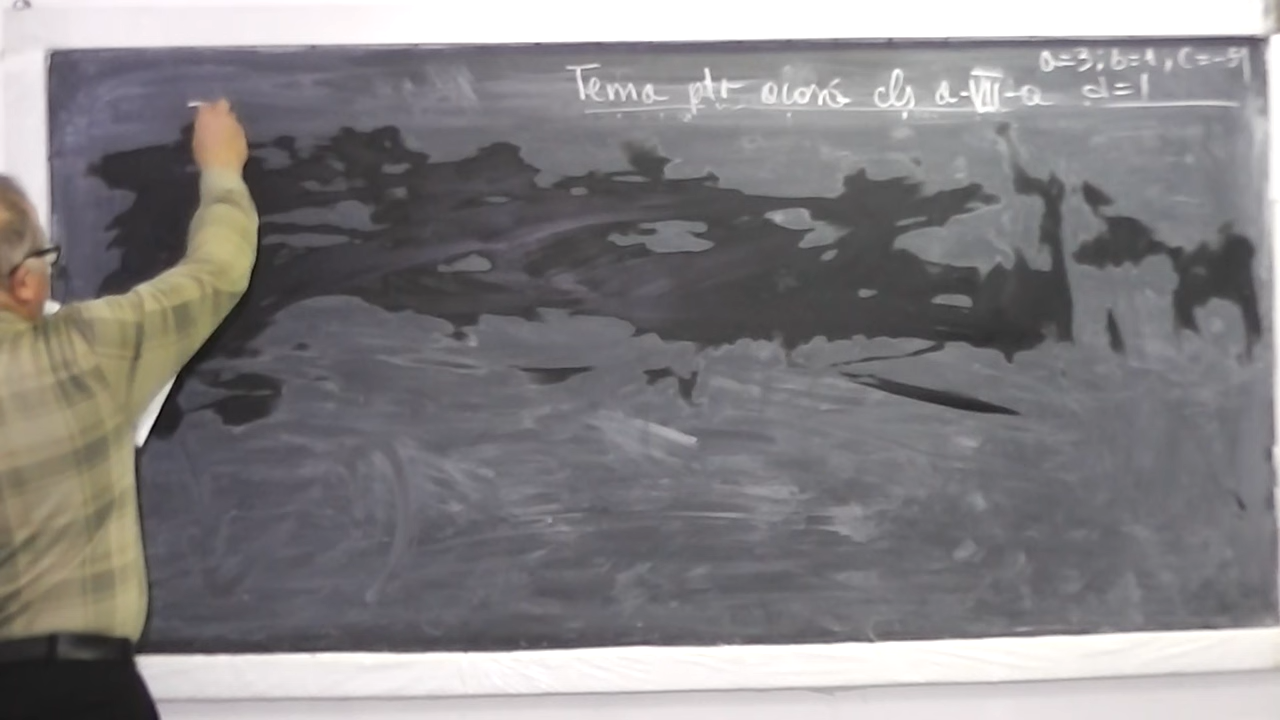 a=3; b=1; c=-5
Tema ptr acasă cls a-VII-a d=1